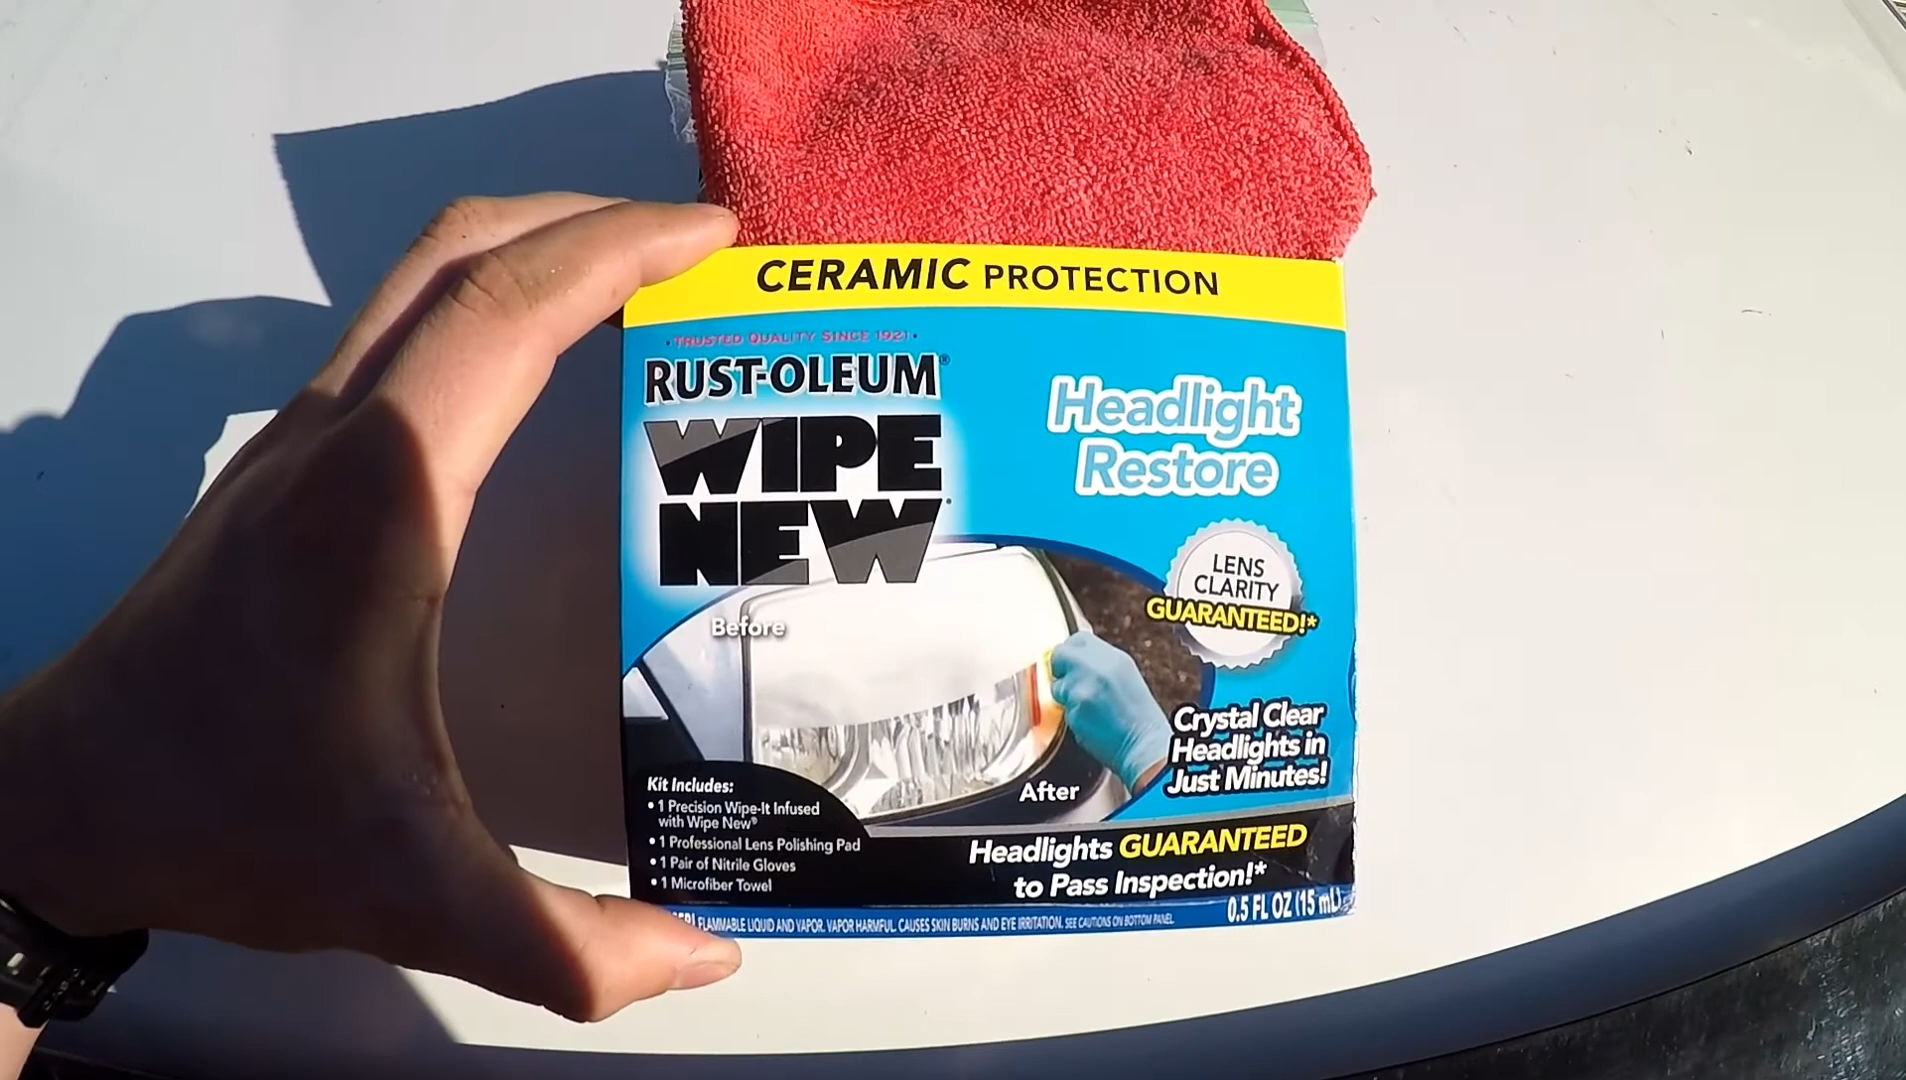 CERAMIC PROTECTION
• TRUSTED QUALITY SINCE 1921 •
RUST-OLEUM®
WIPE
NEW®
Headlight
Restore
LENS
CLARITY
GUARANTEED!*
Before
After
Crystal Clear
Headlights in
Just Minutes!
Kit Includes:
• 1 Precision Wipe-It Infused
with Wipe New®
• 1 Professional Lens Polishing Pad
• 1 Pair of Nitrile Gloves
• 1 Microfiber Towel
Headlights GUARANTEED
to Pass Inspection!*
FLAMMABLE LIQUID AND VAPOR. VAPOR HARMFUL. CAUSES SKIN BURNS AND EYE IRRITATION. SEE CAUTIONS ON BOTTOM PANEL.
0.5 FL OZ (15 mL)